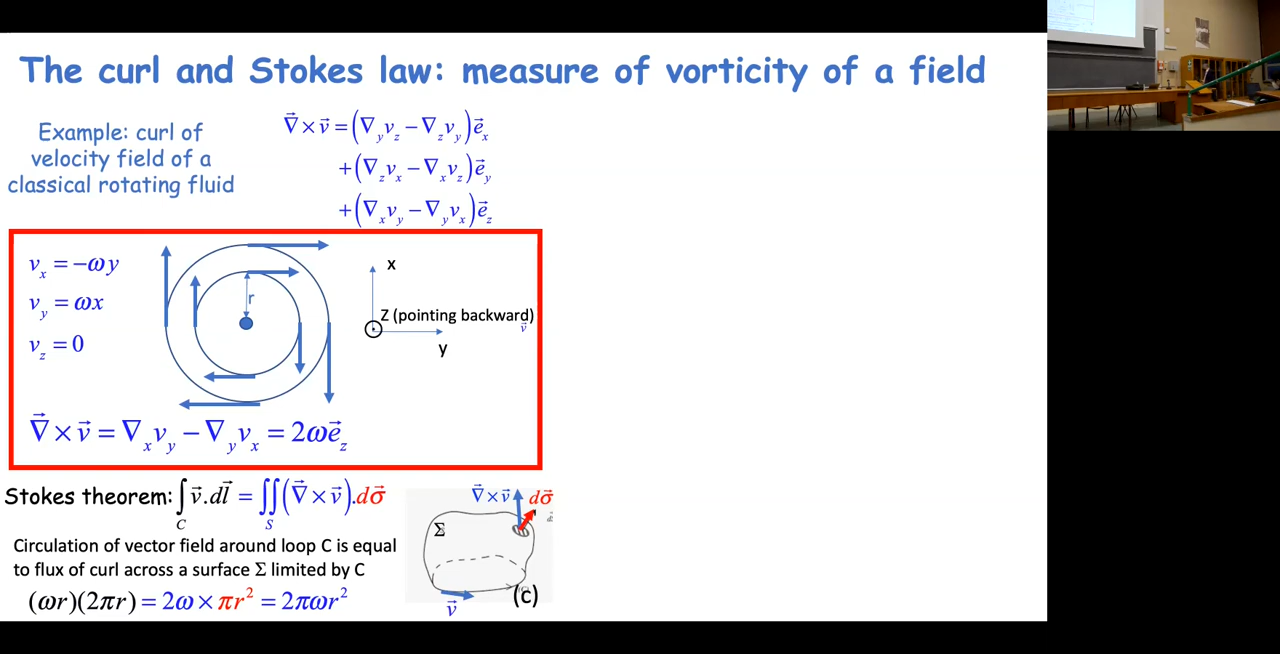 The curl and Stokes law: measure of vorticity of a field
Example: curl of
velocity field of a
classical rotating fluid
∇⃗ × v⃗ = (∇_y v_z − ∇_z v_y) e⃗_x
+ (∇_z v_x − ∇_x v_z) e⃗_y
+ (∇_x v_y − ∇_y v_x) e⃗_z
v_x = −ωy
v_y = ωx
v_z = 0
r
x
Z (pointing backward)
v⃗
y
∇⃗ × v⃗ = ∇_x v_y − ∇_y v_x = 2ω e⃗_z
Stokes theorem: ∫_C v⃗.dl⃗ = ∬_S (∇⃗ × v⃗).dσ⃗
Circulation of vector field around loop C is equal
to flux of curl across a surface Σ limited by C
(ωr)(2πr) = 2ω × πr² = 2πωr²
∇⃗ × v⃗
dσ⃗
Σ
(C)
v⃗